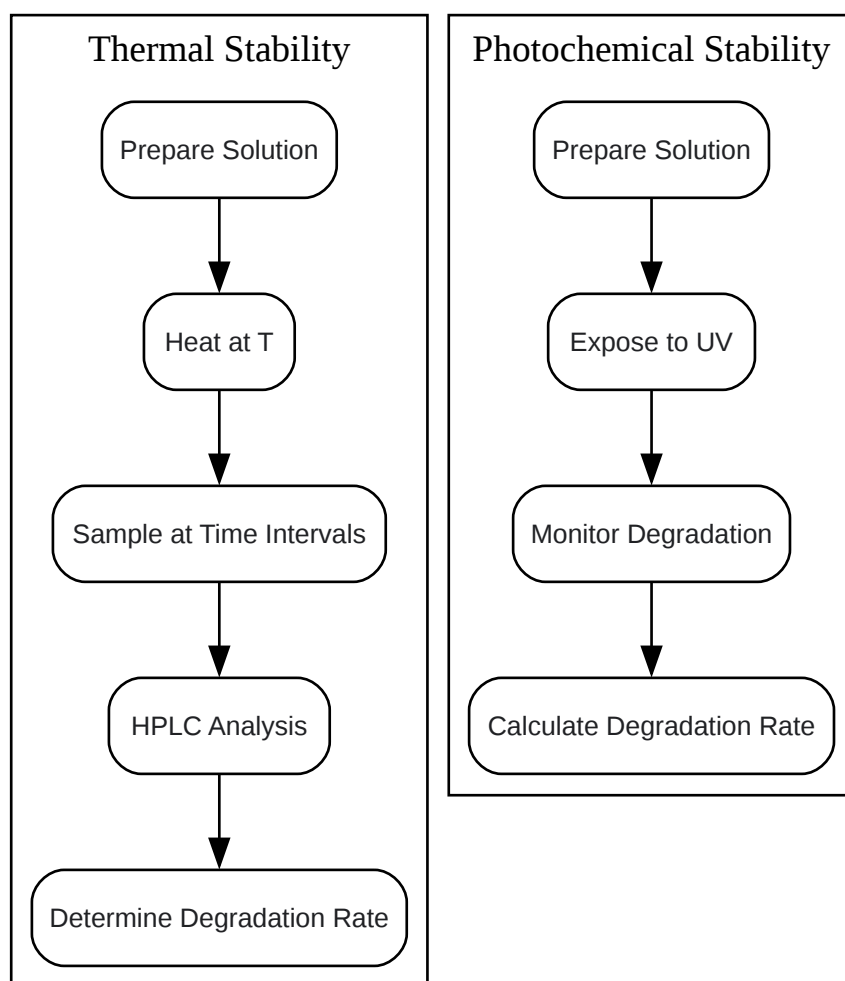 Thermal Stability
Prepare Solution
Heat at T
Sample at Time Intervals
HPLC Analysis
Determine Degradation Rate
Photochemical Stability
Prepare Solution
Expose to UV
Monitor Degradation
Calculate Degradation Rate